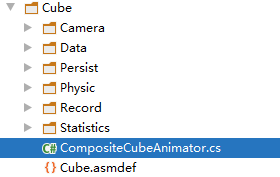 Cube
Camera
Data
Persist
Physic
Record
Statistics
C# CompositeCubeAnimator.cs
{} Cube.asmdef